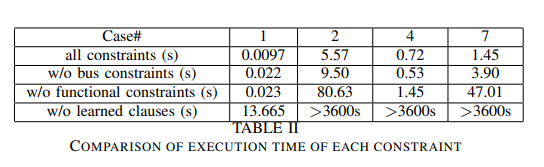 Case# 1 2 4 7
all constraints (s) 0.0097 5.57 0.72 1.45
w/o bus constraints (s) 0.022 9.50 0.53 3.90
w/o functional constraints (s) 0.023 80.63 1.45 47.01
w/o learned clauses (s) 13.665 >3600s >3600s >3600s
TABLE II
COMPARISON OF EXECUTION TIME OF EACH CONSTRAINT